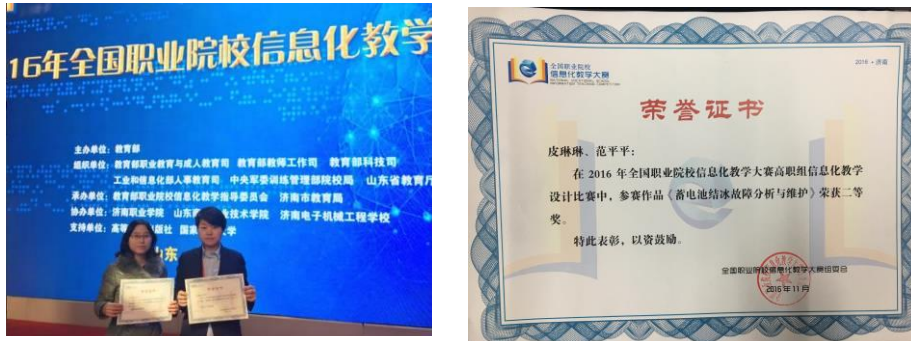 16年全国职业院校信息化教学
主办单位：教育部
组织单位：教育部职业教育与成人教育司 教育部教师工作司 教育部科技司
工业和信息化部人事教育司 中央军委训练管理部院校局 山东省教育厅
承办单位：教育部职业院校信息化教学指导委员会 济南市教育局
协办单位：济南职业学院 山东 技术学院 济南电子机械工程学校
支持单位：高等 出版社 国家 大学
山东
全国职业院校
信息化教学大赛
2016·济南
荣誉证书
皮琳琳、范平平：
在 2016 年全国职业院校信息化教学大赛高职组信息化教学
设计比赛中，参赛作品《蓄电池结冰故障分析与维护》荣获二等
奖。
特此表彰，以资鼓励。
全国职业院校信息化教学大赛组委会
2016年11月